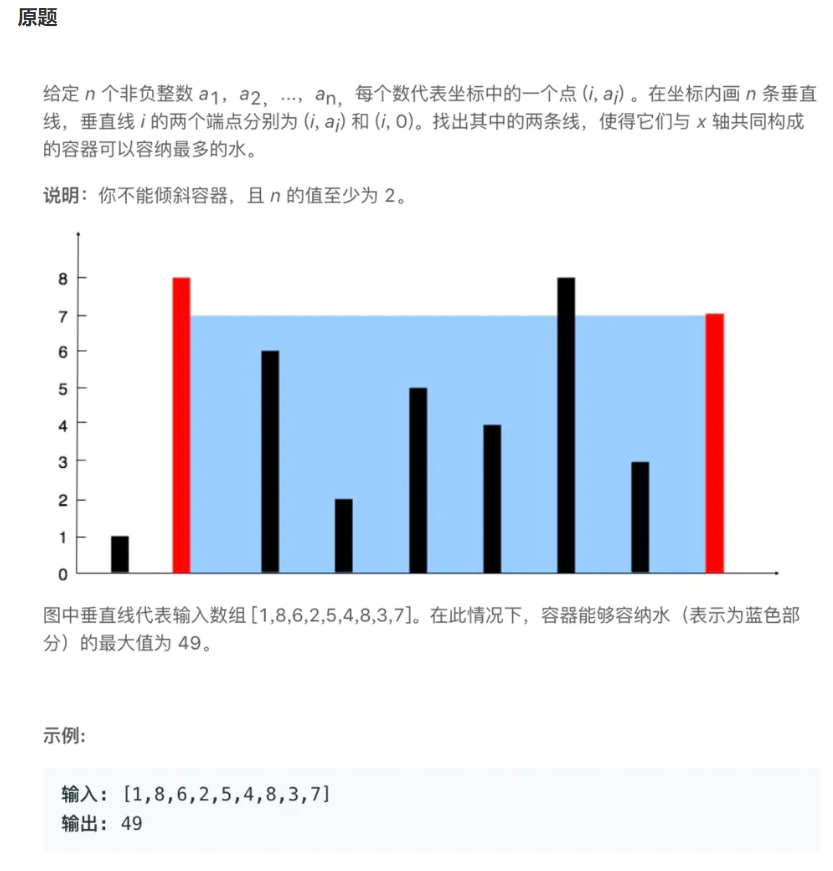 原题
给定 n 个非负整数 a1，a2，...，an，每个数代表坐标中的一个点 (i, ai) 。在坐标内画 n 条垂直
线，垂直线 i 的两个端点分别为 (i, ai) 和 (i, 0)。找出其中的两条线，使得它们与 x 轴共同构成
的容器可以容纳最多的水。
说明：你不能倾斜容器，且 n 的值至少为 2。
8
7
6
5
4
3
2
1
0
图中垂直线代表输入数组 [1,8,6,2,5,4,8,3,7]。在此情况下，容器能够容纳水（表示为蓝色部
分）的最大值为 49。
示例:
输入: [1,8,6,2,5,4,8,3,7]
输出: 49